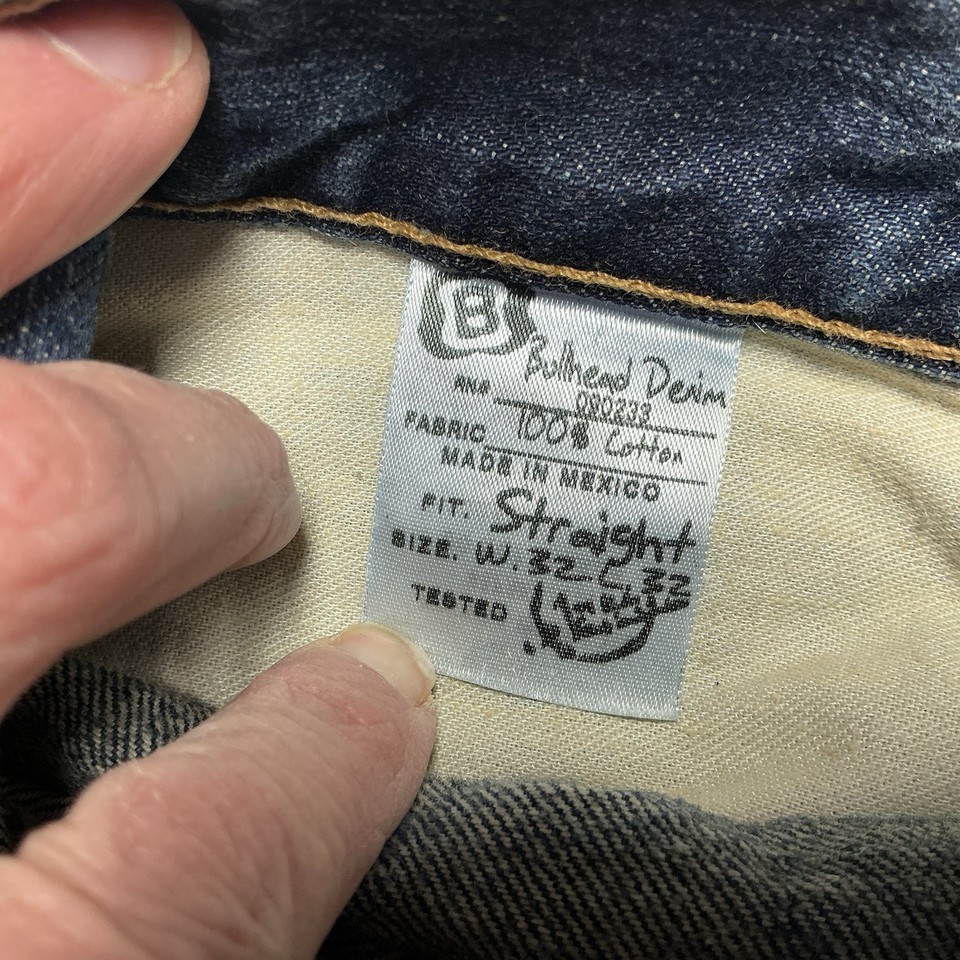 B
Bullhead Denim
RN# 090233
FABRIC 100% Cotton
MADE IN MEXICO
FIT. Straight
SIZE. W. 32 L 32
TESTED